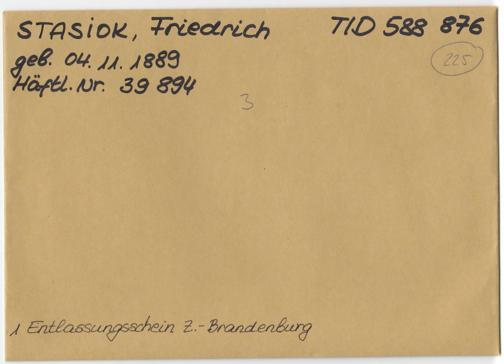 STASIOK, Friedrich TID 588 876
geb. 04. 11. 1889
225
Häftl. Nr. 39 894
3
1 Entlassungsschein Z.-Brandenburg